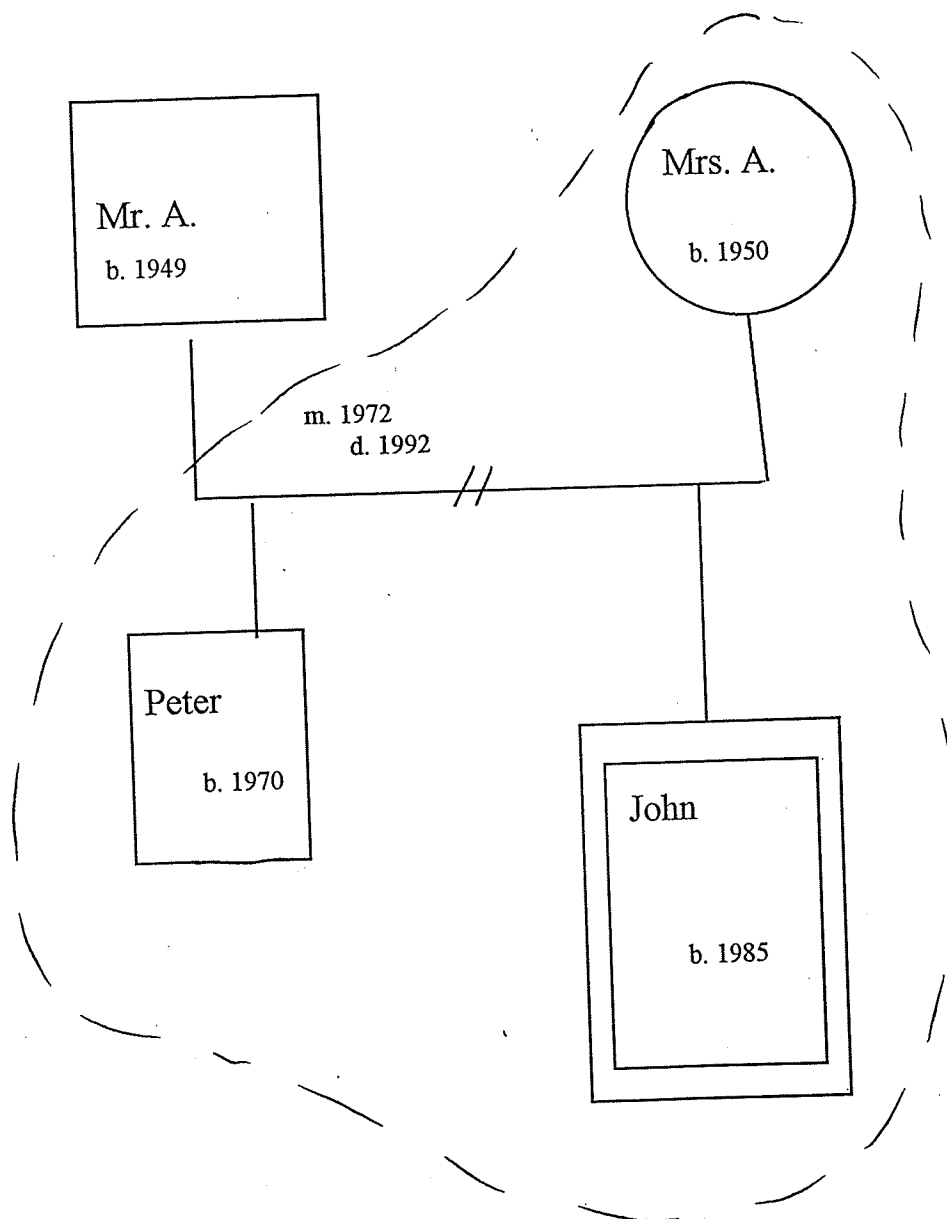 Mr. A.
b. 1949
Mrs. A.
b. 1950
m. 1972
d. 1992
Peter
b. 1970
John
b. 1985